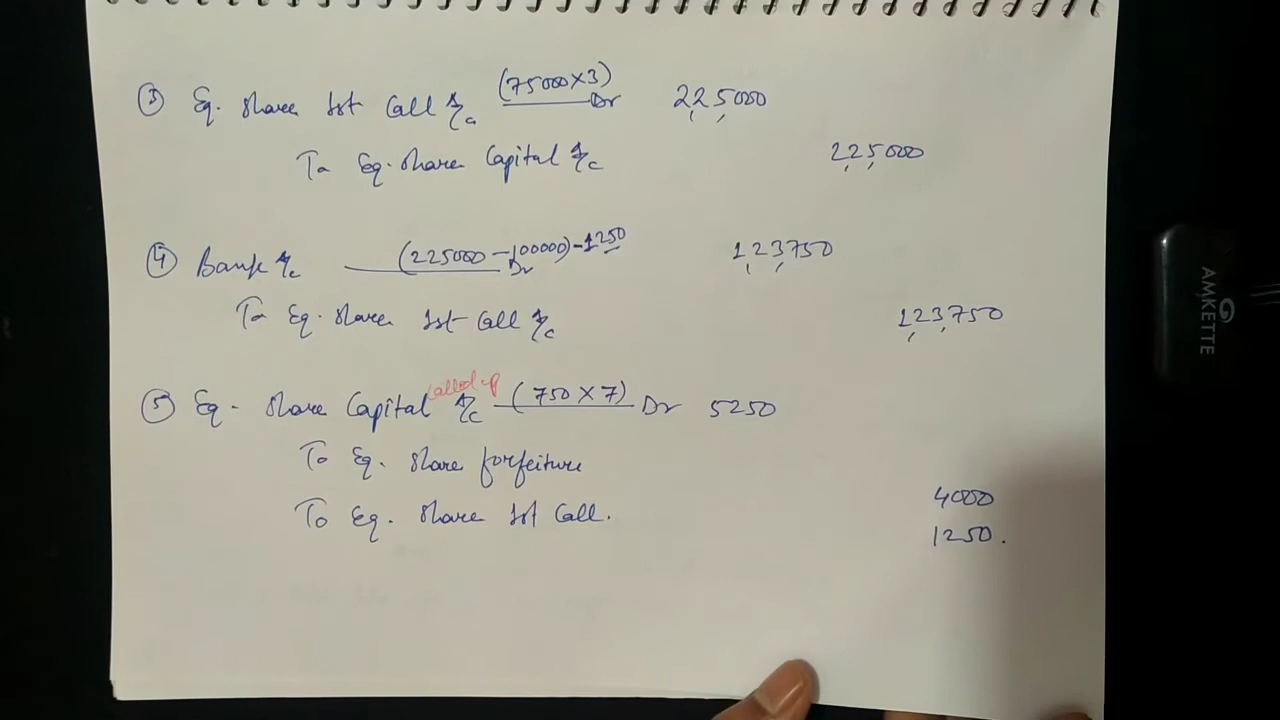 ③ Eq. Share 1st Call A/c (75000×3) Dr 225000
To Eq. Share Capital A/c 225000
④ Bank A/c (225000 – 100000) – 1250 Dr 123750
To Eq. Share 1st Call A/c 123750
called up
⑤ Eq. Share Capital A/c (750 × 7) Dr 5250
To Eq. Share forfeiture 4000
To Eq. Share 1st Call. 1250.
AMKETTE